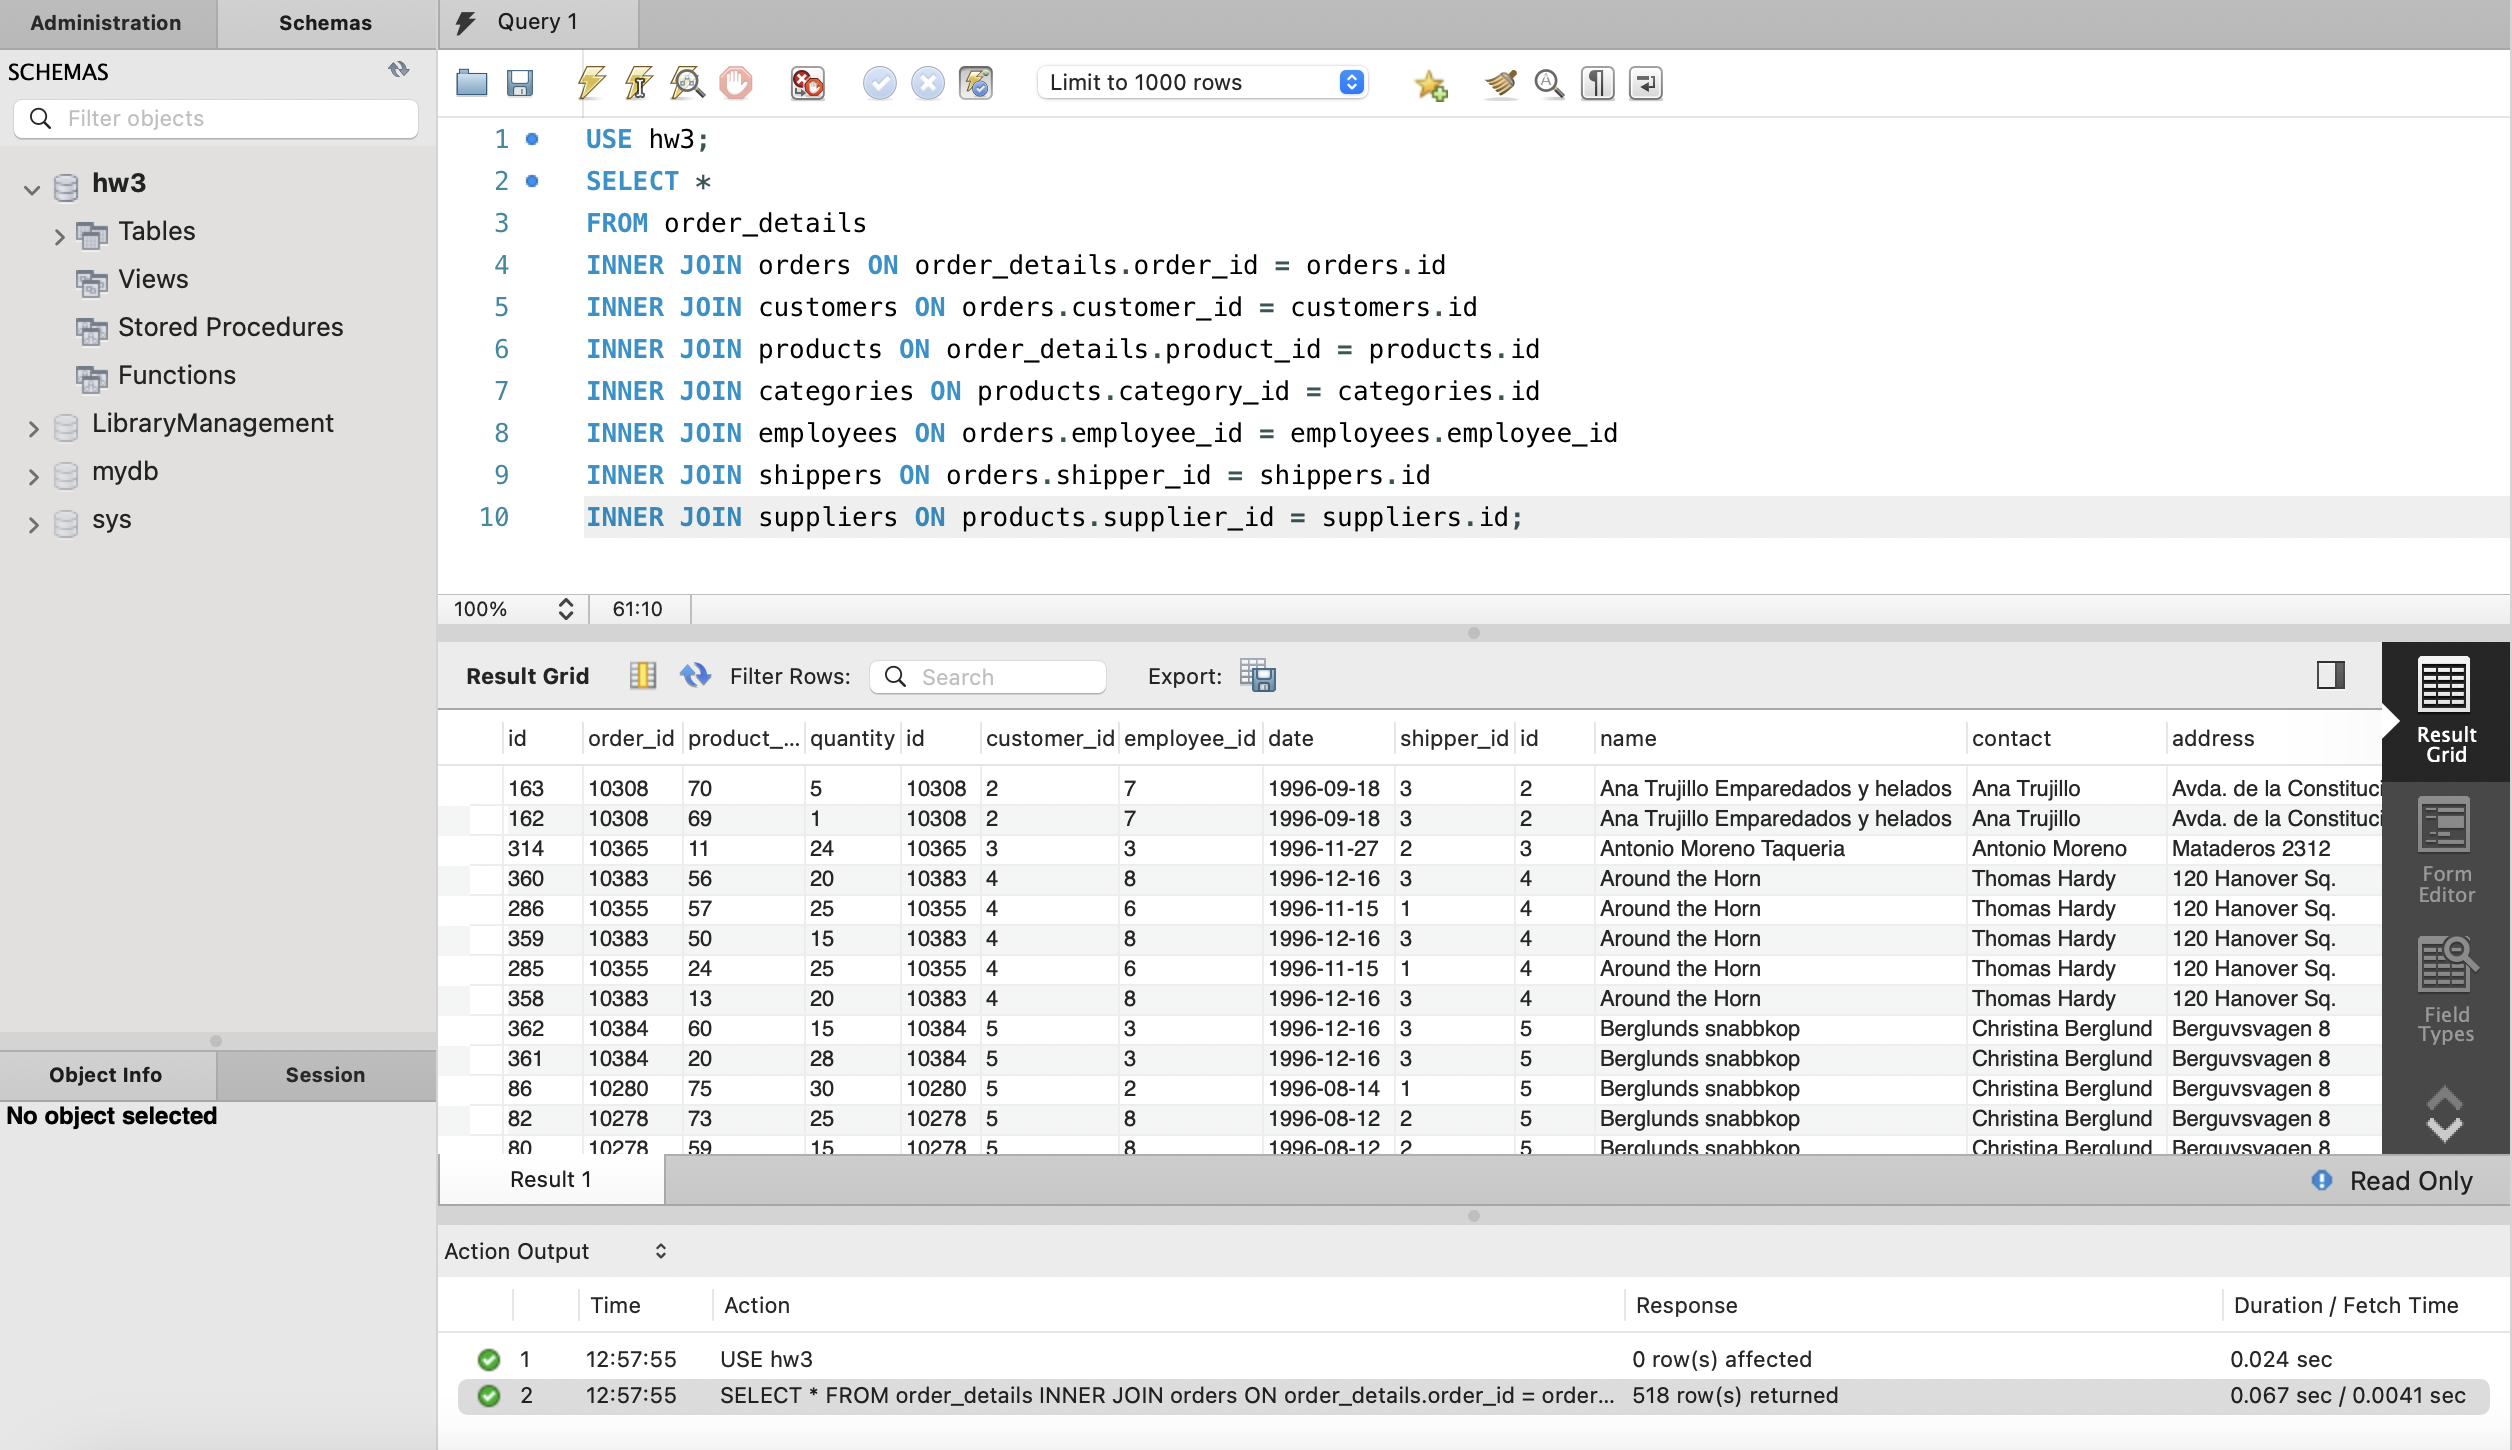 Administration Schemas Query 1
SCHEMAS
Filter objects
Limit to 1000 rows
hw3
Tables
Views
Stored Procedures
Functions
LibraryManagement
mydb
sys
1 USE hw3;
2 SELECT *
3 FROM order_details
4 INNER JOIN orders ON order_details.order_id = orders.id
5 INNER JOIN customers ON orders.customer_id = customers.id
6 INNER JOIN products ON order_details.product_id = products.id
7 INNER JOIN categories ON products.category_id = categories.id
8 INNER JOIN employees ON orders.employee_id = employees.employee_id
9 INNER JOIN shippers ON orders.shipper_id = shippers.id
10 INNER JOIN suppliers ON products.supplier_id = suppliers.id;
100% 61:10
Result Grid Filter Rows: Search Export:
id order_id product_... quantity id customer_id employee_id date shipper_id id name contact address
163 10308 70 5 10308 2 7 1996-09-18 3 2 Ana Trujillo Emparedados y helados Ana Trujillo Avda. de la Constituci
162 10308 69 1 10308 2 7 1996-09-18 3 2 Ana Trujillo Emparedados y helados Ana Trujillo Avda. de la Constituci
314 10365 11 24 10365 3 3 1996-11-27 2 3 Antonio Moreno Taqueria Antonio Moreno Mataderos 2312
360 10383 56 20 10383 4 8 1996-12-16 3 4 Around the Horn Thomas Hardy 120 Hanover Sq.
286 10355 57 25 10355 4 6 1996-11-15 1 4 Around the Horn Thomas Hardy 120 Hanover Sq.
359 10383 50 15 10383 4 8 1996-12-16 3 4 Around the Horn Thomas Hardy 120 Hanover Sq.
285 10355 24 25 10355 4 6 1996-11-15 1 4 Around the Horn Thomas Hardy 120 Hanover Sq.
358 10383 13 20 10383 4 8 1996-12-16 3 4 Around the Horn Thomas Hardy 120 Hanover Sq.
362 10384 60 15 10384 5 3 1996-12-16 3 5 Berglunds snabbkop Christina Berglund Berguvsvagen 8
361 10384 20 28 10384 5 3 1996-12-16 3 5 Berglunds snabbkop Christina Berglund Berguvsvagen 8
86 10280 75 30 10280 5 2 1996-08-14 1 5 Berglunds snabbkop Christina Berglund Berguvsvagen 8
82 10278 73 25 10278 5 8 1996-08-12 2 5 Berglunds snabbkop Christina Berglund Berguvsvagen 8
80 10278 59 15 10278 5 8 1996-08-12 2 5 Berglunds snabbkop Christina Berglund Berguvsvagen 8
Result
Grid
Form
Editor
Field
Types
Object Info Session
No object selected
Result 1 Read Only
Action Output
Time Action Response Duration / Fetch Time
1 12:57:55 USE hw3 0 row(s) affected 0.024 sec
2 12:57:55 SELECT * FROM order_details INNER JOIN orders ON order_details.order_id = order... 518 row(s) returned 0.067 sec / 0.0041 sec